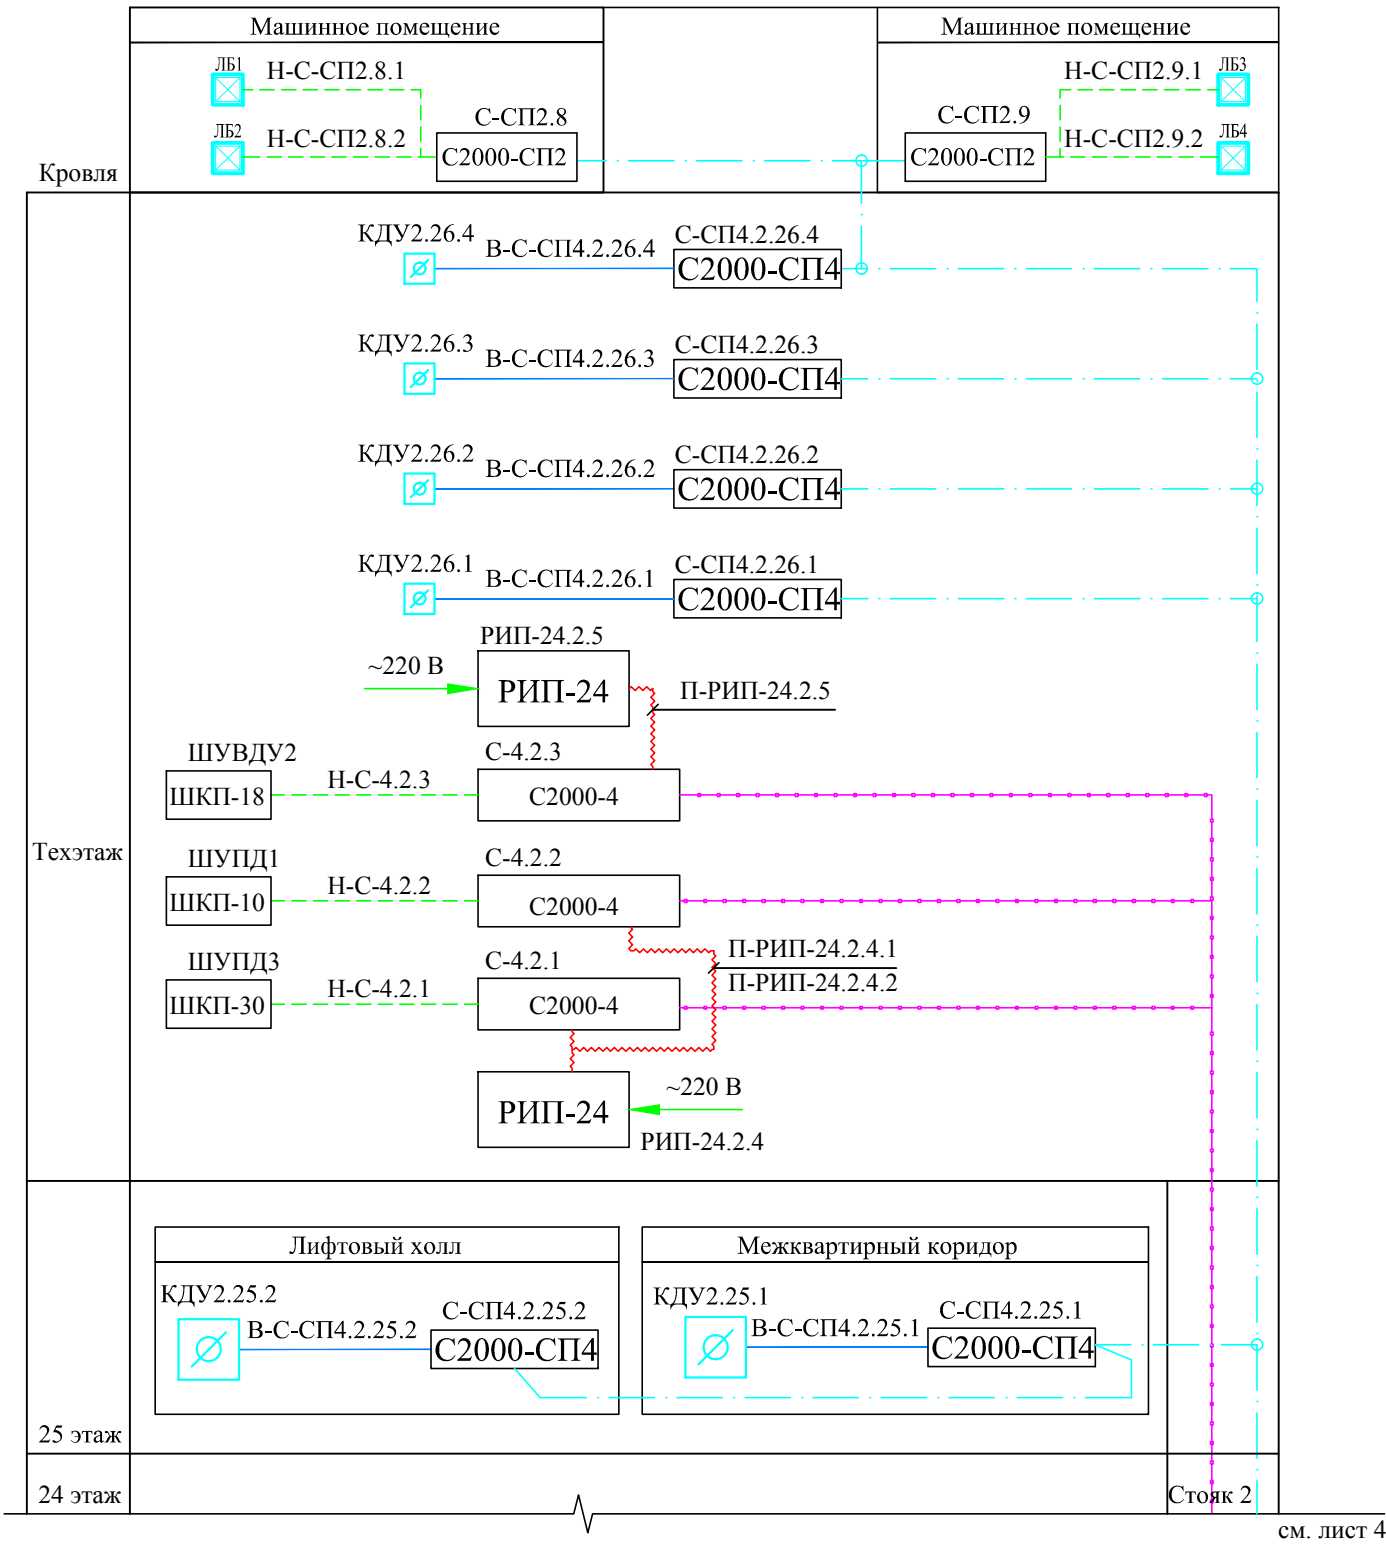 Машинное помещение
Машинное помещение
ЛБ1
Н-С-СП2.8.1
ЛБ2
Н-С-СП2.8.2
С-СП2.8
С2000-СП2
С-СП2.9
С2000-СП2
Н-С-СП2.9.1
ЛБ3
Н-С-СП2.9.2
ЛБ4
Кровля
КДУ2.26.4
В-С-СП4.2.26.4
С-СП4.2.26.4
С2000-СП4
КДУ2.26.3
В-С-СП4.2.26.3
С-СП4.2.26.3
С2000-СП4
КДУ2.26.2
В-С-СП4.2.26.2
С-СП4.2.26.2
С2000-СП4
КДУ2.26.1
В-С-СП4.2.26.1
С-СП4.2.26.1
С2000-СП4
РИП-24.2.5
~220 В
РИП-24
П-РИП-24.2.5
ШУВДУ2
ШКП-18
Н-С-4.2.3
С-4.2.3
С2000-4
Техэтаж
ШУПД1
ШКП-10
Н-С-4.2.2
С-4.2.2
С2000-4
П-РИП-24.2.4.1
П-РИП-24.2.4.2
ШУПД3
ШКП-30
Н-С-4.2.1
С-4.2.1
С2000-4
РИП-24
~220 В
РИП-24.2.4
Лифтовый холл
КДУ2.25.2
В-С-СП4.2.25.2
С-СП4.2.25.2
С2000-СП4
Межквартирный коридор
КДУ2.25.1
В-С-СП4.2.25.1
С-СП4.2.25.1
С2000-СП4
25 этаж
24 этаж
Стояк 2
см. лист 4